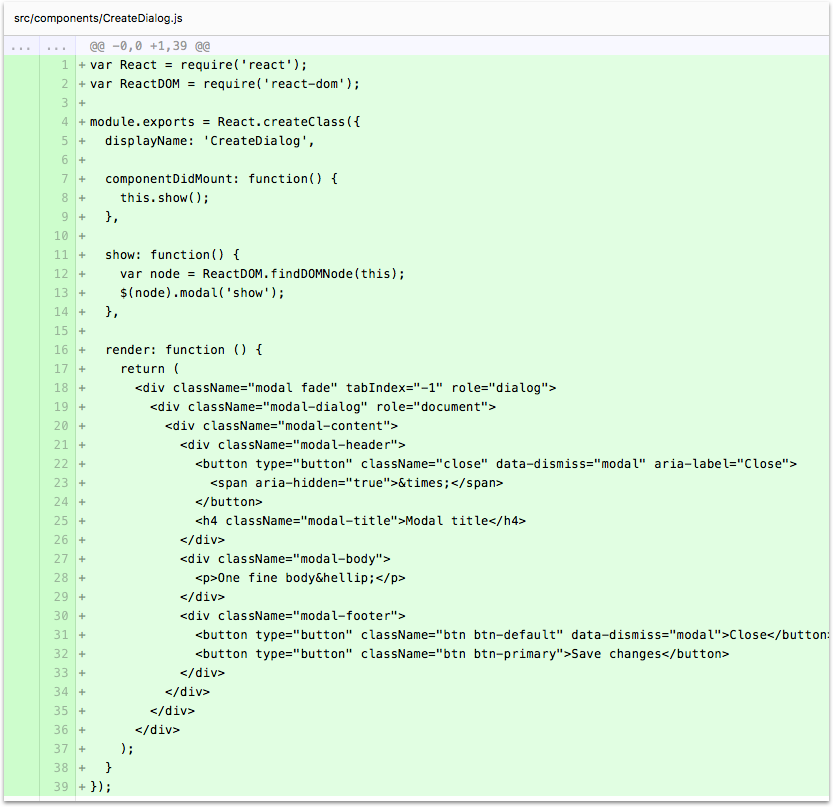 src/components/CreateDialog.js
... ... @@ -0,0 +1,39 @@
1 +var React = require('react');
2 +var ReactDOM = require('react-dom');
3 +
4 +module.exports = React.createClass({
5 +  displayName: 'CreateDialog',
6 +
7 +  componentDidMount: function() {
8 +    this.show();
9 +  },
10 +
11 +  show: function() {
12 +    var node = ReactDOM.findDOMNode(this);
13 +    $(node).modal('show');
14 +  },
15 +
16 +  render: function () {
17 +    return (
18 +      <div className="modal fade" tabIndex="-1" role="dialog">
19 +        <div className="modal-dialog" role="document">
20 +          <div className="modal-content">
21 +            <div className="modal-header">
22 +              <button type="button" className="close" data-dismiss="modal" aria-label="Close">
23 +                <span aria-hidden="true">&times;</span>
24 +              </button>
25 +              <h4 className="modal-title">Modal title</h4>
26 +            </div>
27 +            <div className="modal-body">
28 +              <p>One fine body&hellip;</p>
29 +            </div>
30 +            <div className="modal-footer">
31 +              <button type="button" className="btn btn-default" data-dismiss="modal">Close</button>
32 +              <button type="button" className="btn btn-primary">Save changes</button>
33 +            </div>
34 +          </div>
35 +        </div>
36 +      </div>
37 +    );
38 +  }
39 +});